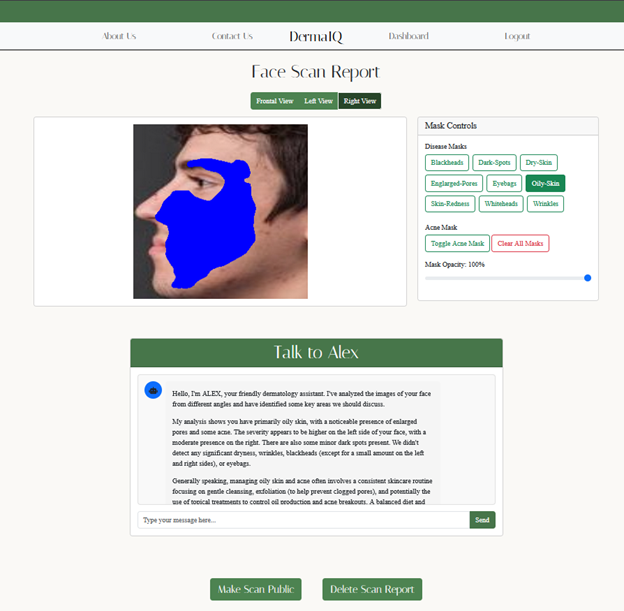 About Us Contact Us DermaIQ Dashboard Logout
Face Scan Report
Frontal View Left View Right View
Mask Controls
Disease Masks
Blackheads Dark-Spots Dry-Skin
Englarged-Pores Eyebags Oily-Skin
Skin-Redness Whiteheads Wrinkles
Acne Mask
Toggle Acne Mask Clear All Masks
Mask Opacity: 100%
Talk to Alex
Hello, I'm ALEX, your friendly dermatology assistant. I've analyzed the images of your face
from different angles and have identified some key areas we should discuss.
My analysis shows you have primarily oily skin, with a noticeable presence of enlarged
pores and some acne. The severity appears to be higher on the left side of your face, with a
moderate presence on the right. There are also some minor dark spots present. We didn't
detect any significant dryness, wrinkles, blackheads (except for a small amount on the left
and right sides), or eyebags.
Generally speaking, managing oily skin and acne often involves a consistent skincare routine
focusing on gentle cleansing, exfoliation (to help prevent clogged pores), and potentially the
use of topical treatments to control oil production and acne breakouts. A balanced diet and
Type your message here... Send
Make Scan Public Delete Scan Report